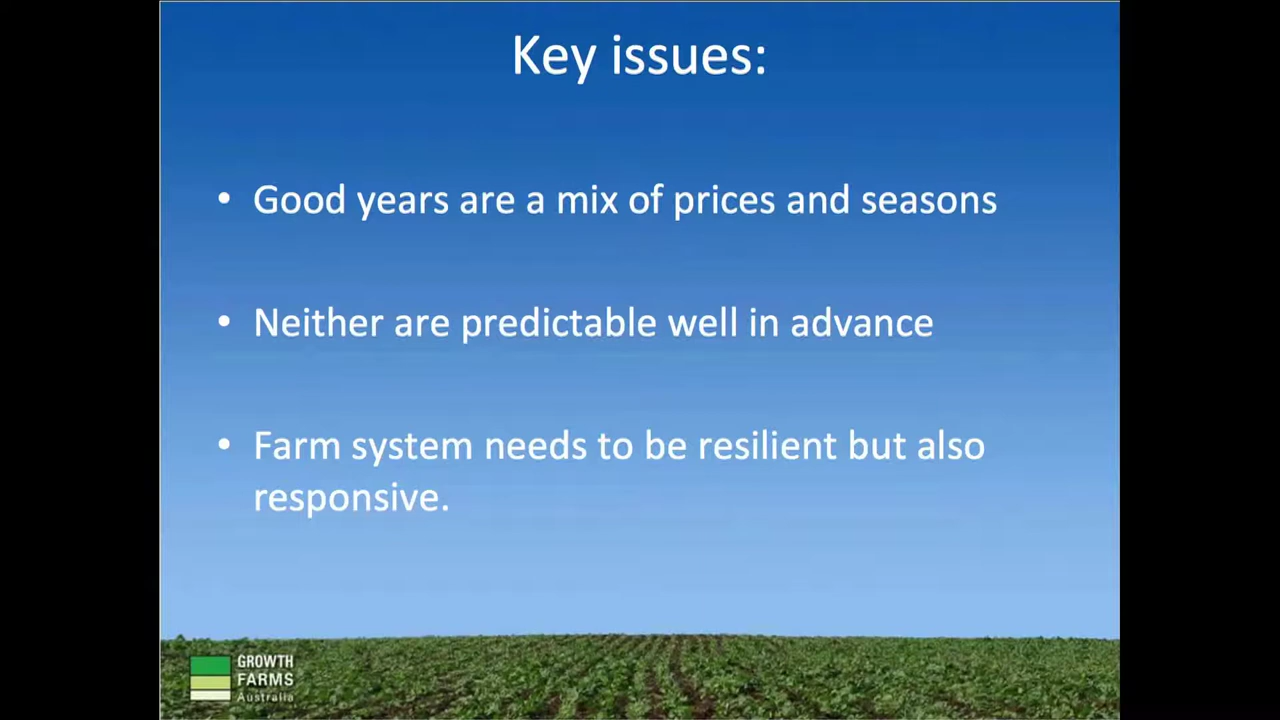 Key issues:
• Good years are a mix of prices and seasons
• Neither are predictable well in advance
• Farm system needs to be resilient but also
responsive.
GROWTH
FARMS
Australia